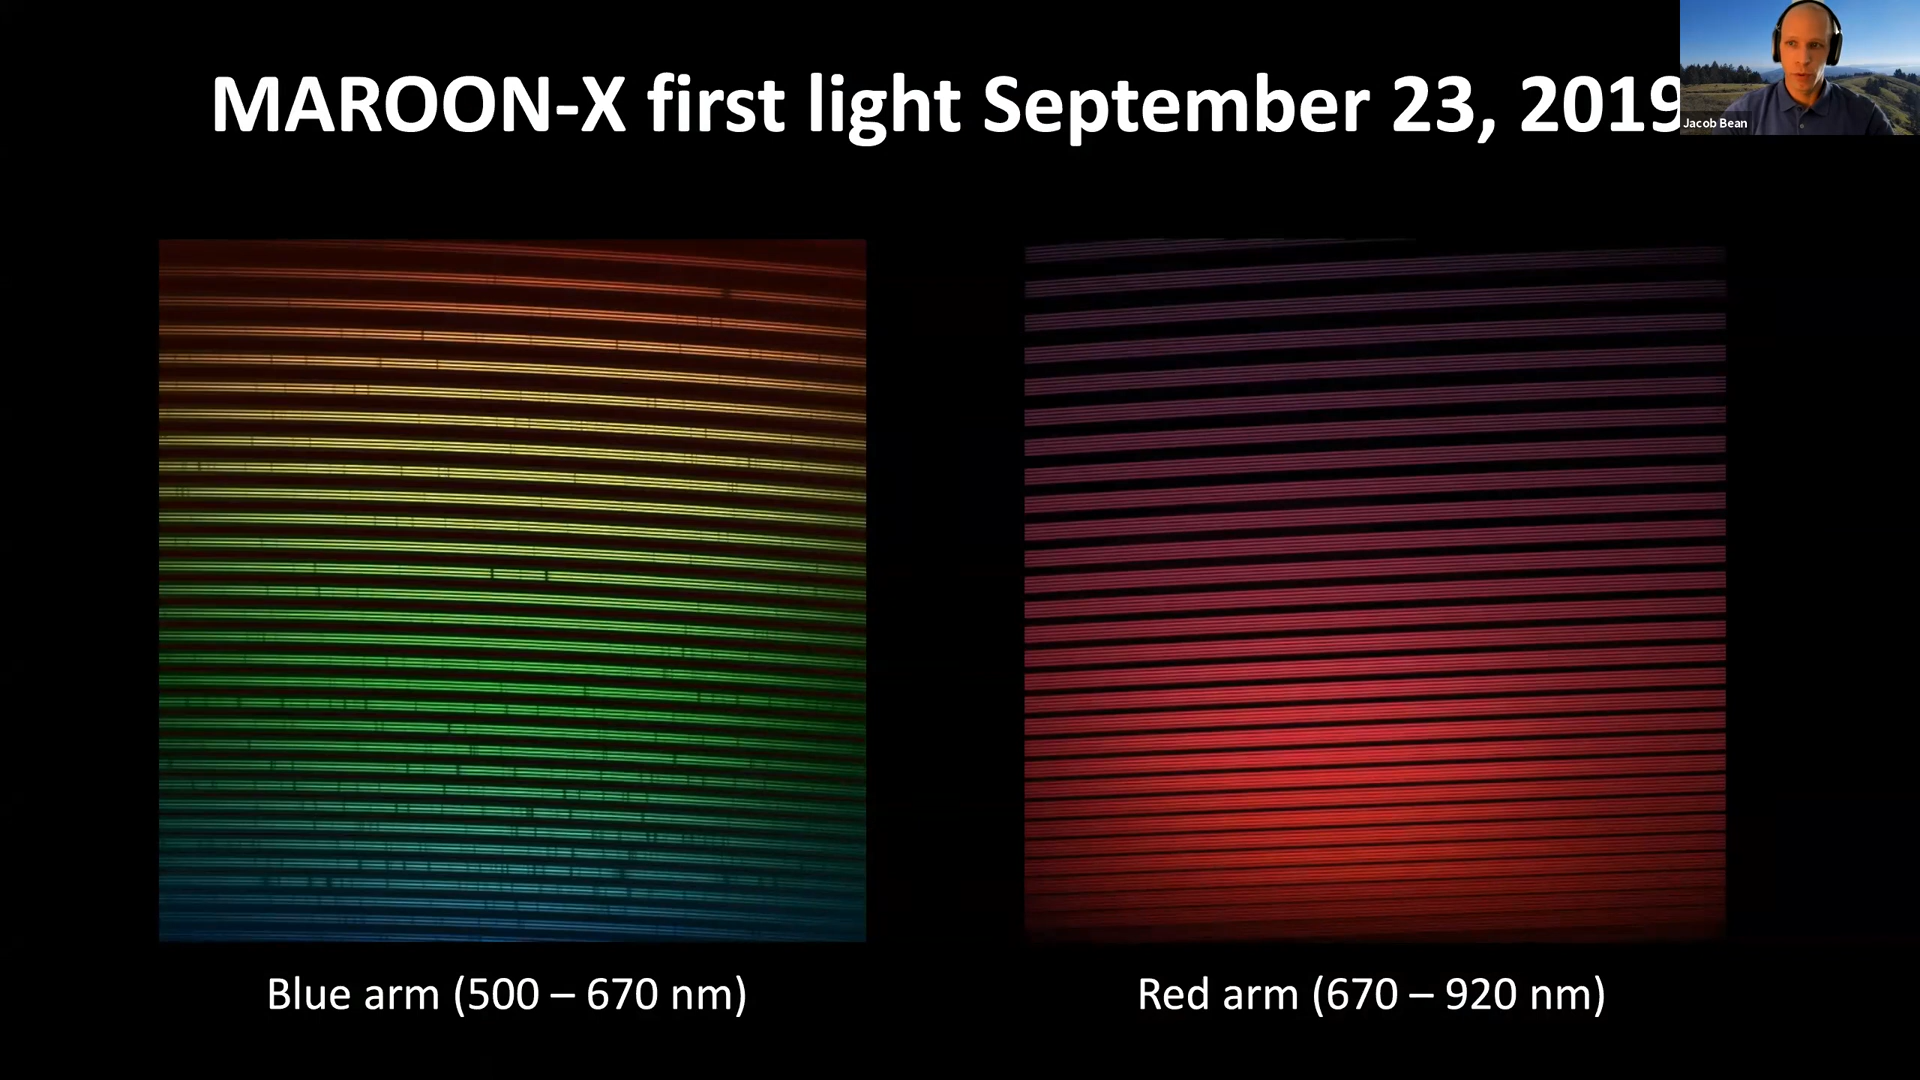 MAROON-X first light September 23, 2019
Jacob Bean
Blue arm (500 – 670 nm)
Red arm (670 – 920 nm)